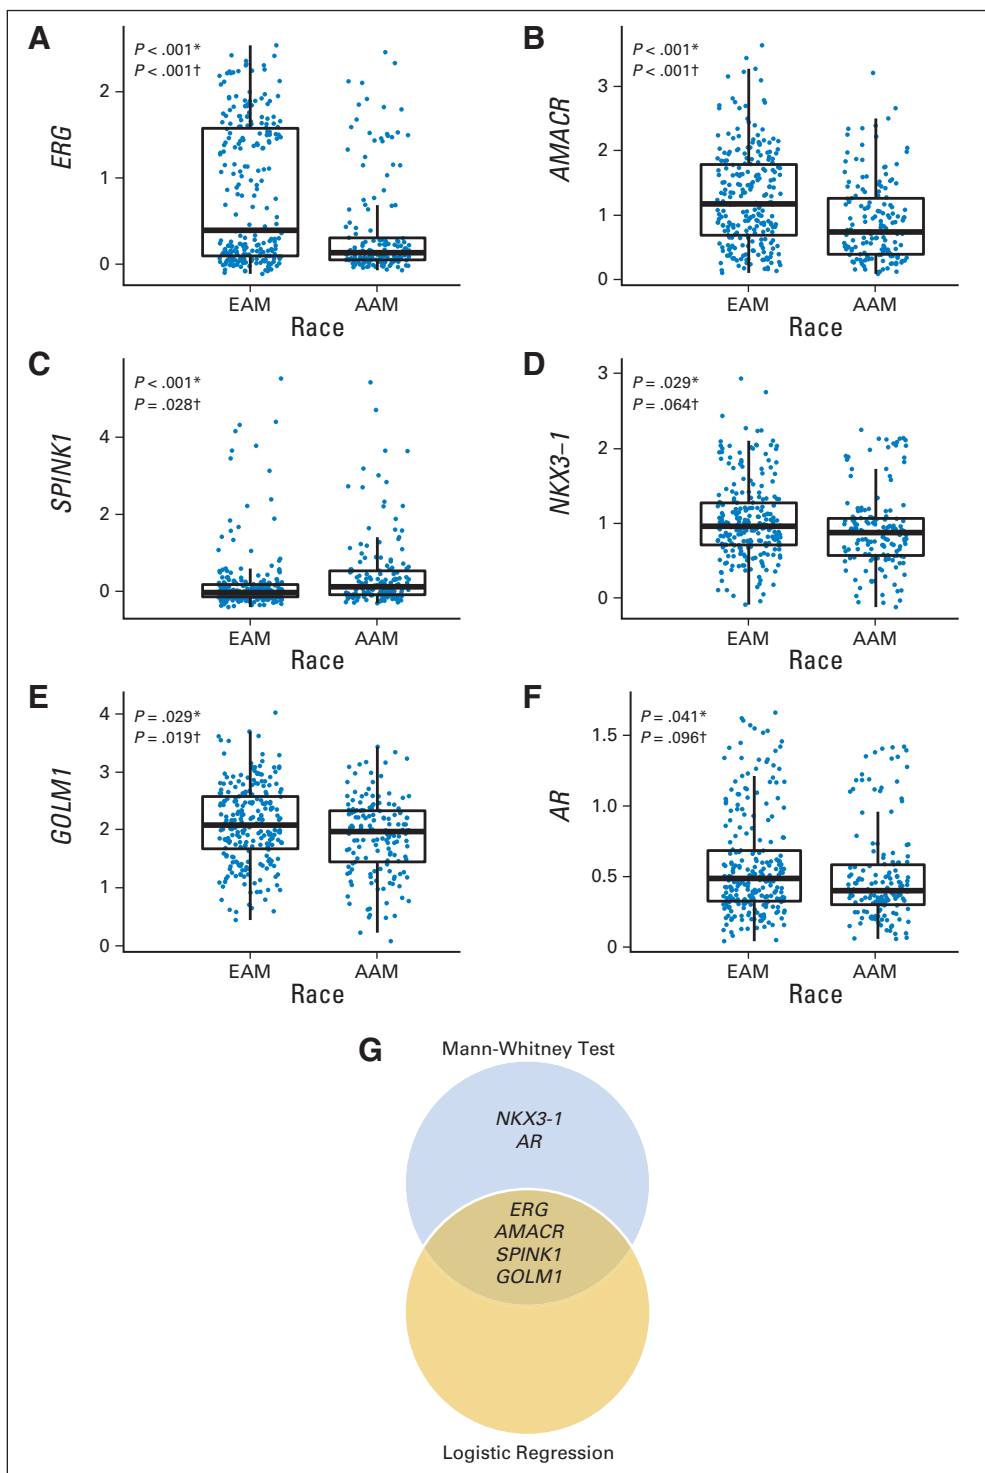 A
P < .001*
P < .001†
ERG
2
1
0
EAM
AAM
Race
B
P < .001*
P < .001†
AMACR
3
2
1
0
EAM
AAM
Race
C
P < .001*
P = .028†
SPINK1
4
2
0
EAM
AAM
Race
D
P = .029*
P = .064†
NKX3–1
3
2
1
0
EAM
AAM
Race
E
P = .029*
P = .019†
GOLM1
4
3
2
1
0
EAM
AAM
Race
F
P = .041*
P = .096†
AR
1.5
1.0
0.5
0
EAM
AAM
Race
G
Mann-Whitney Test
NKX3-1
AR
ERG
AMACR
SPINK1
GOLM1
Logistic Regression